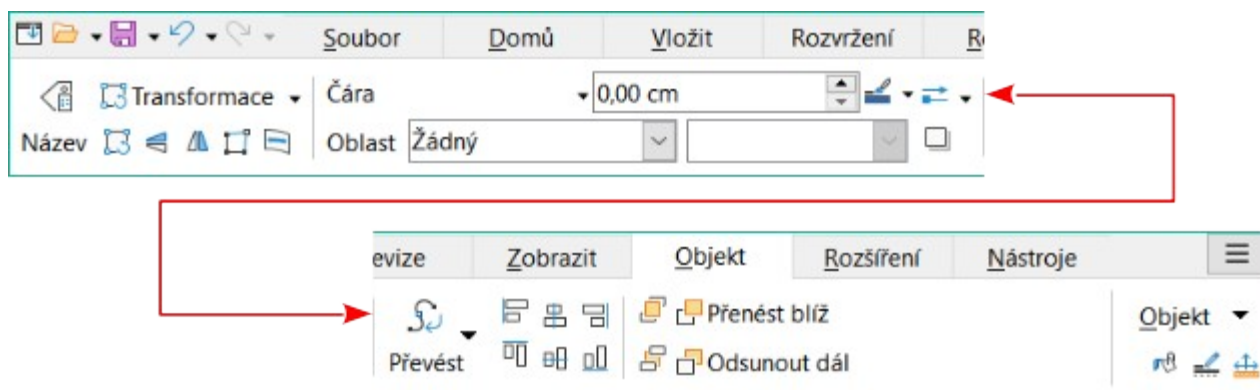 Soubor Domů Vložit Rozvržení Re
Transformace Čára 0,00 cm
Název Oblast Žádný
evize Zobrazit Objekt Rozšíření Nástroje
Přenést blíž Objekt
Převést Odsunout dál